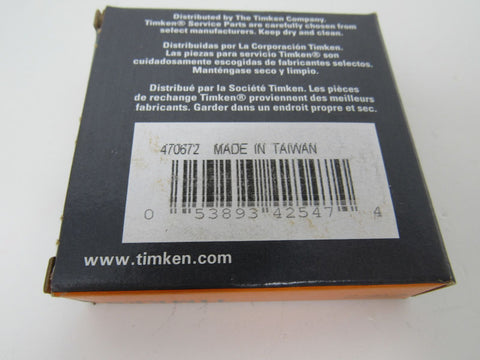 Distributed by The Timken Company.
Timken® Service Parts are carefully chosen from
select manufacturers. Keep dry and clean.
Distribuidas por La Corporación Timken.
Las piezas para servicio Timken® son
cuidadosamente escogidas de fabricantes selectos.
Manténgase seco y limpio.
Distribué par la Société Timken. Les pièces
de rechange Timken® proviennent des meilleurs
fabricants. Garder dans un endroit propre et sec.
470672 MADE IN TAIWAN
0 53893 42547 4
www.timken.com